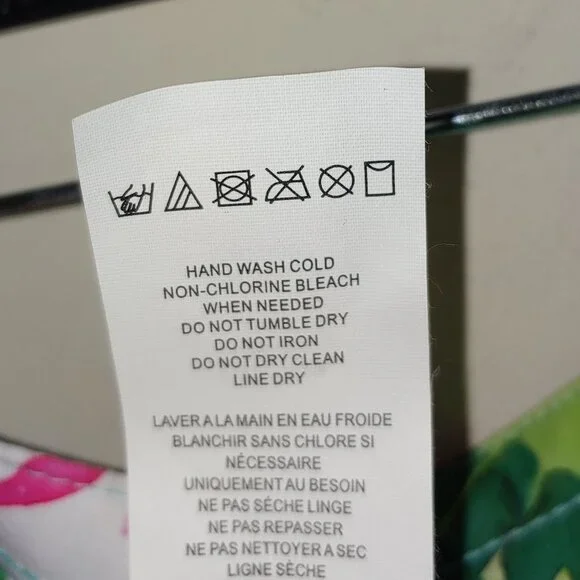 HAND WASH COLD
NON-CHLORINE BLEACH
WHEN NEEDED
DO NOT TUMBLE DRY
DO NOT IRON
DO NOT DRY CLEAN
LINE DRY
LAVER A LA MAIN EN EAU FROIDE
BLANCHIR SANS CHLORE SI
NÉCESSAIRE
UNIQUEMENT AU BESOIN
NE PAS SÉCHE LINGE
NE PAS REPASSER
NE PAS NETTOYER A SEC
LIGNE SÈCHE